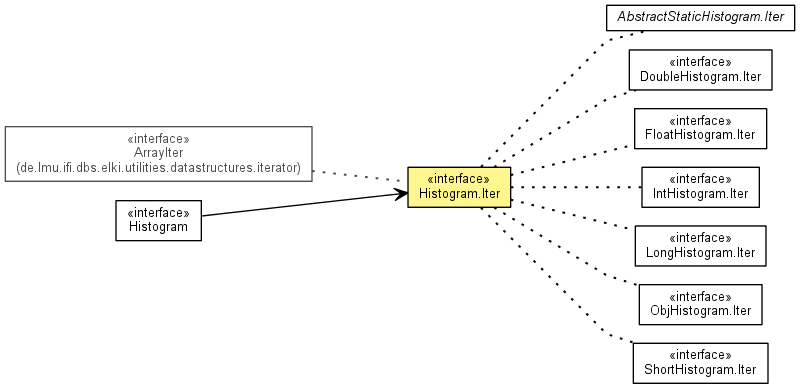 AbstractStaticHistogram.Iter
«interface»
DoubleHistogram.Iter
«interface»
FloatHistogram.Iter
«interface»
ArrayIter
(de.lmu.ifi.dbs.elki.utilities.datastructures.iterator)
«interface»
Histogram.Iter
«interface»
IntHistogram.Iter
«interface»
Histogram
«interface»
LongHistogram.Iter
«interface»
ObjHistogram.Iter
«interface»
ShortHistogram.Iter